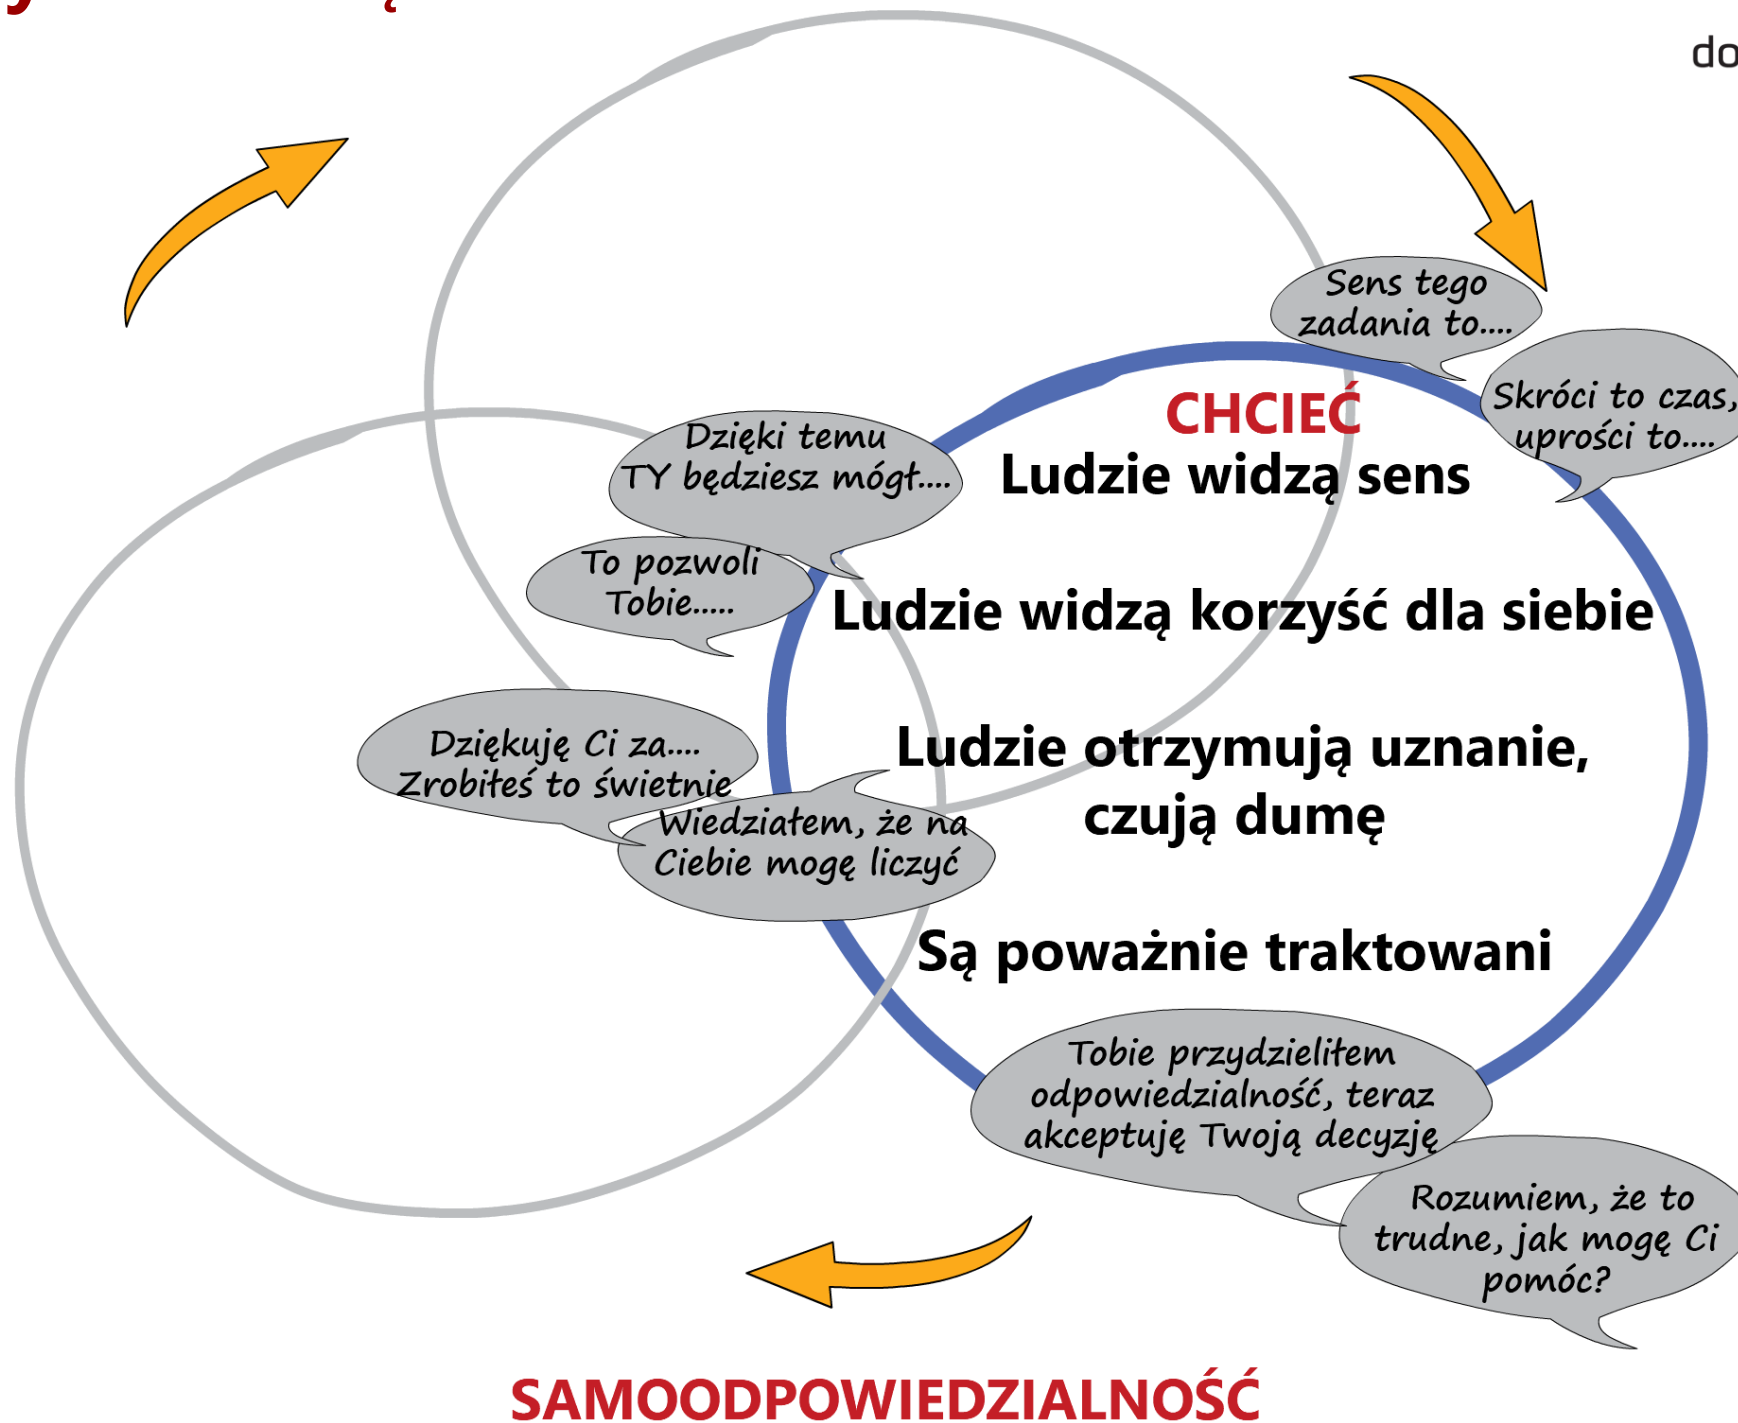 do
Sens tego
zadania to....
Skróci to czas,
uprości to....
CHCIEĆ
Ludzie widzą sens
Dzięki temu
TY będziesz mógł....
To pozwoli
Tobie.....
Ludzie widzą korzyść dla siebie
Dziękuję Ci za....
Zrobiłeś to świetnie
Ludzie otrzymują uznanie,
czują dumę
Wiedziałem, że na
Ciebie mogę liczyć
Są poważnie traktowani
Tobie przydzieliłem
odpowiedzialność, teraz
akceptuję Twoją decyzję
Rozumiem, że to
trudne, jak mogę Ci
pomóc?
SAMOODPOWIEDZIALNOŚĆ